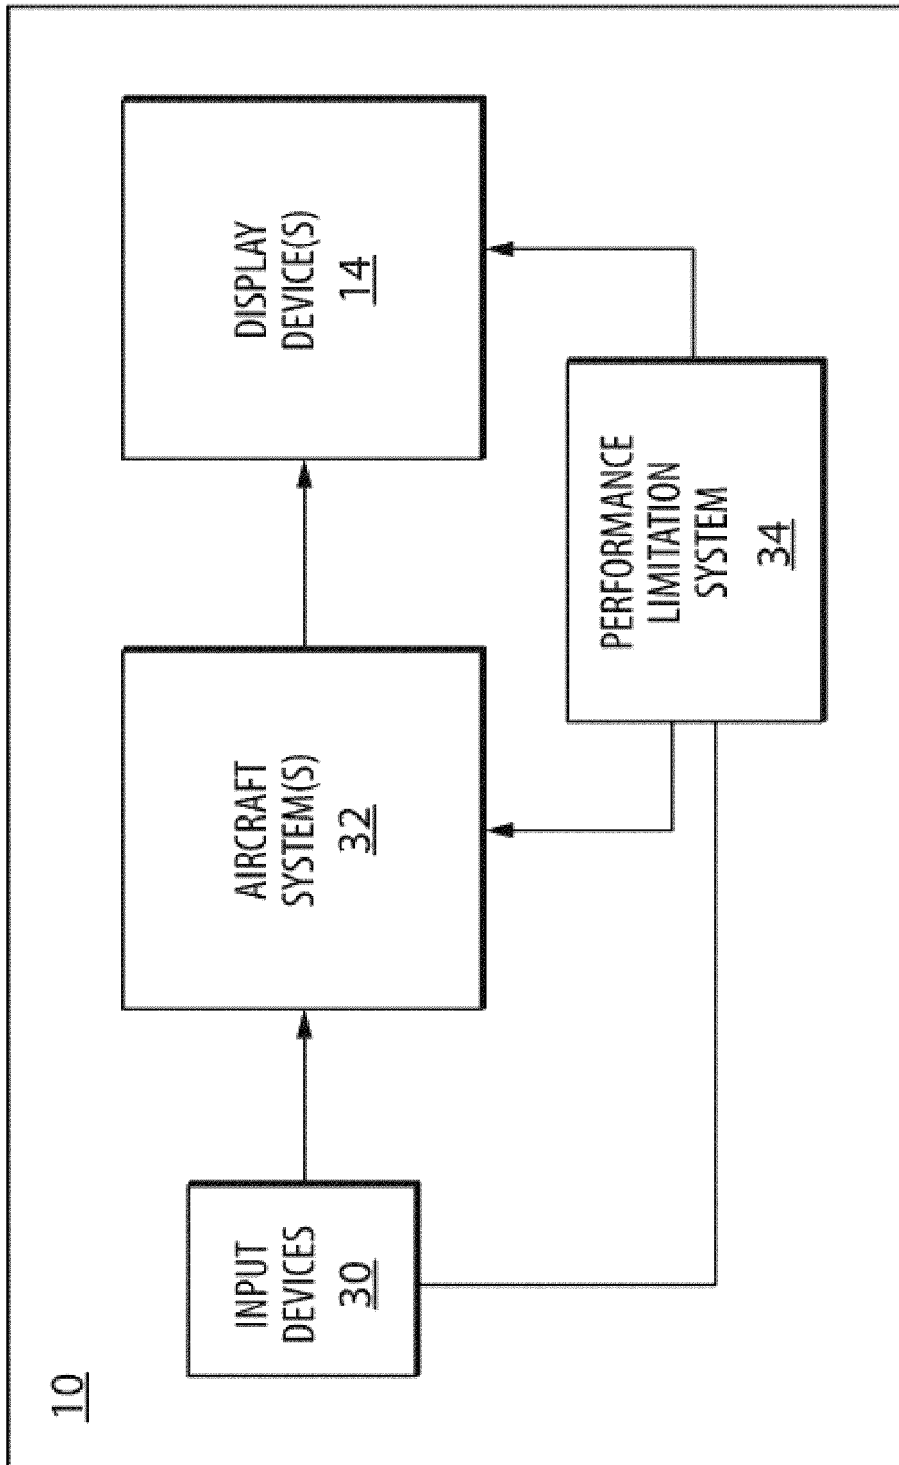 10
INPUT
DEVICES
30
AIRCRAFT
SYSTEM(S)
32
DISPLAY
DEVICE(S)
14
PERFORMANCE
LIMITATION
SYSTEM
34